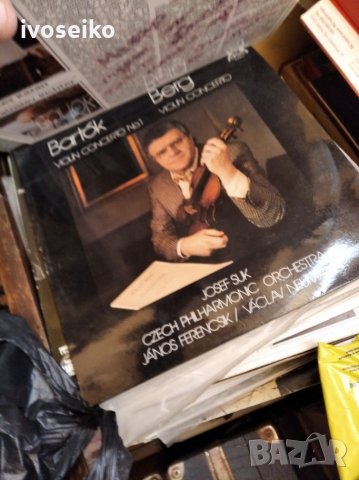 ivoseiko
Bartók
VIOLIN CONCERTO No.1
Berg
VIOLIN CONCERTO
JOSEF SUK
CZECH PHILHARMONIC ORCHESTRA
JÁNOS FERENCSIK / VÁCLAV
BAZAR